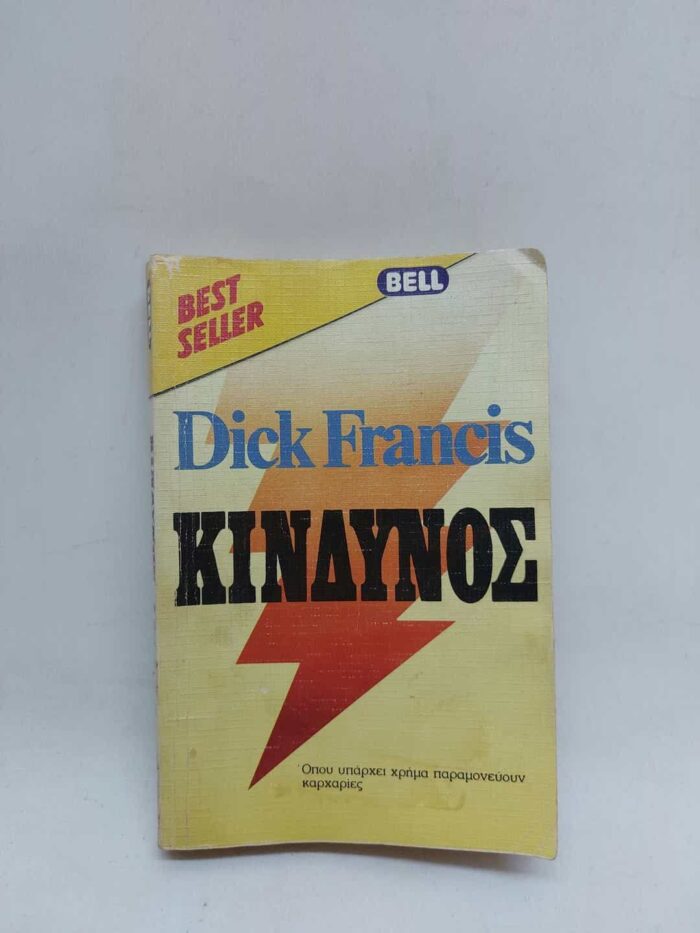 BEST
SELLER
BELL
Dick Francis
ΚΙΝΔΥΝΟΣ
Όπου υπάρχει χρήμα παραμονεύουν
καρχαρίες